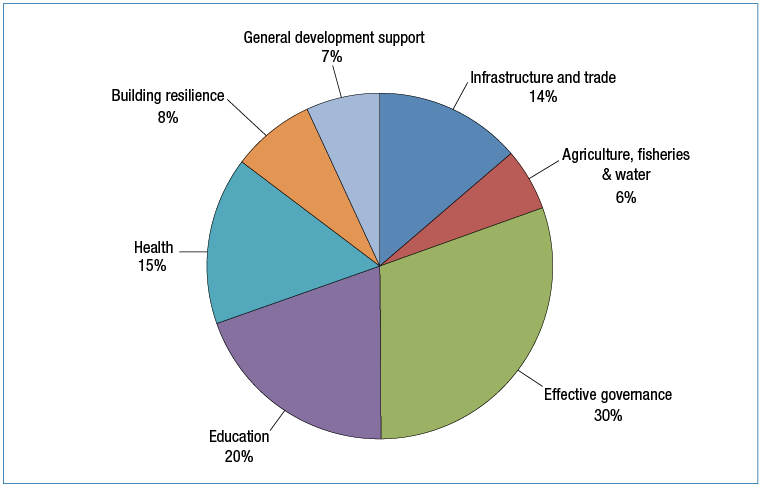 General development support
7%
Infrastructure and trade
14%
Agriculture, fisheries
& water
6%
Effective governance
30%
Education
20%
Health
15%
Building resilience
8%